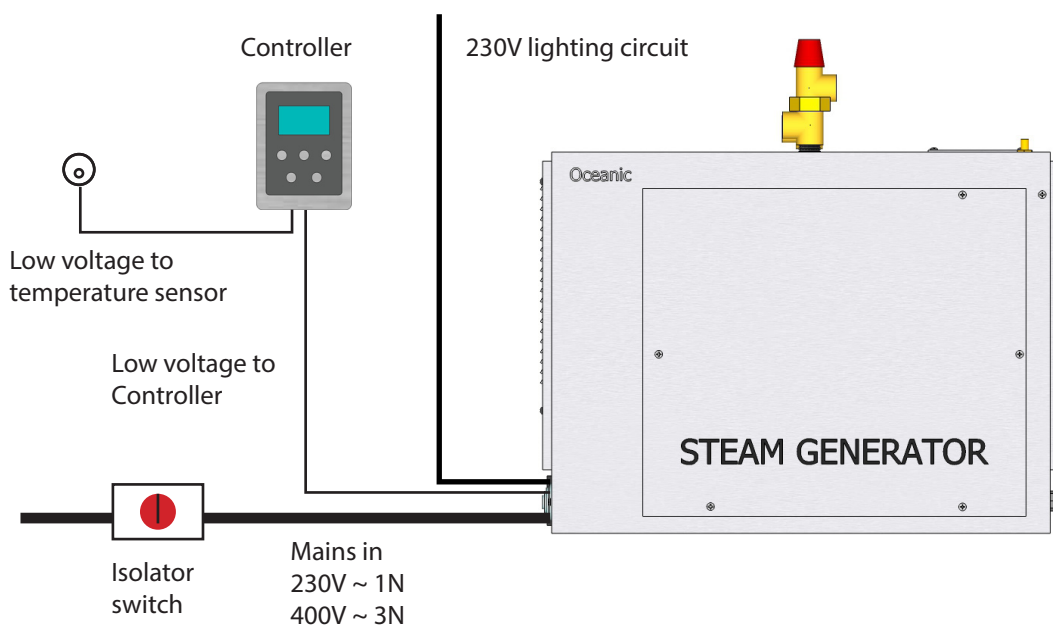 Controller
230V lighting circuit
Oceanic
Low voltage to
temperature sensor
Low voltage to
Controller
STEAM GENERATOR
Isolator
switch
Mains in
230V ~ 1N
400V ~ 3N